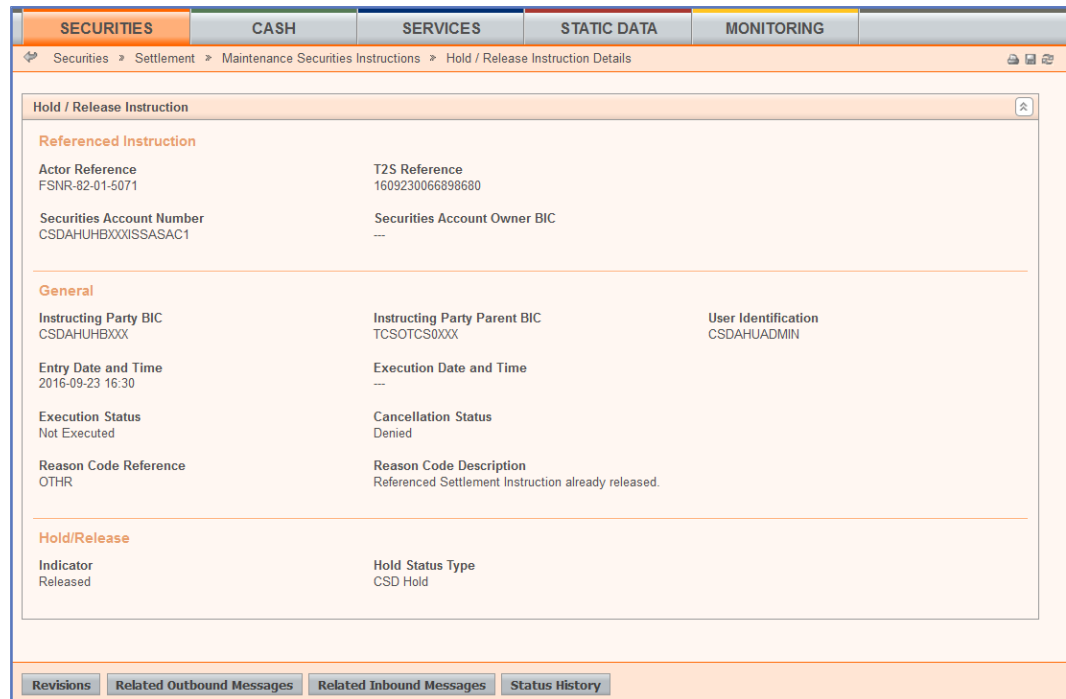 SECURITIES CASH SERVICES STATIC DATA MONITORING
Securities » Settlement » Maintenance Securities Instructions » Hold / Release Instruction Details
Hold / Release Instruction
Referenced Instruction
Actor Reference T2S Reference
FSNR-82-01-5071 1609230066898680
Securities Account Number Securities Account Owner BIC
CSDAHUHBXXXISSASAC1 ---
General
Instructing Party BIC Instructing Party Parent BIC User Identification
CSDAHUHBXXX TCSOTCS0XXX CSDAHUADMIN
Entry Date and Time Execution Date and Time
2016-09-23 16:30 ---
Execution Status Cancellation Status
Not Executed Denied
Reason Code Reference Reason Code Description
OTHR Referenced Settlement Instruction already released.
Hold/Release
Indicator Hold Status Type
Released CSD Hold
Revisions Related Outbound Messages Related Inbound Messages Status History